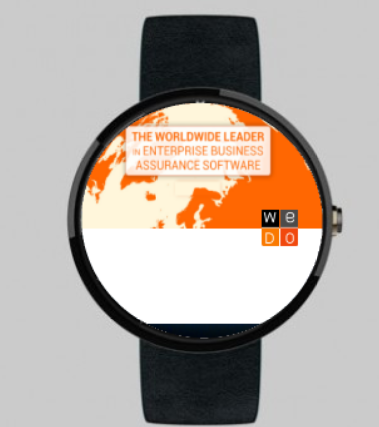 THE WORLDWIDE LEADER
IN ENTERPRISE BUSINESS
ASSURANCE SOFTWARE
We
DO